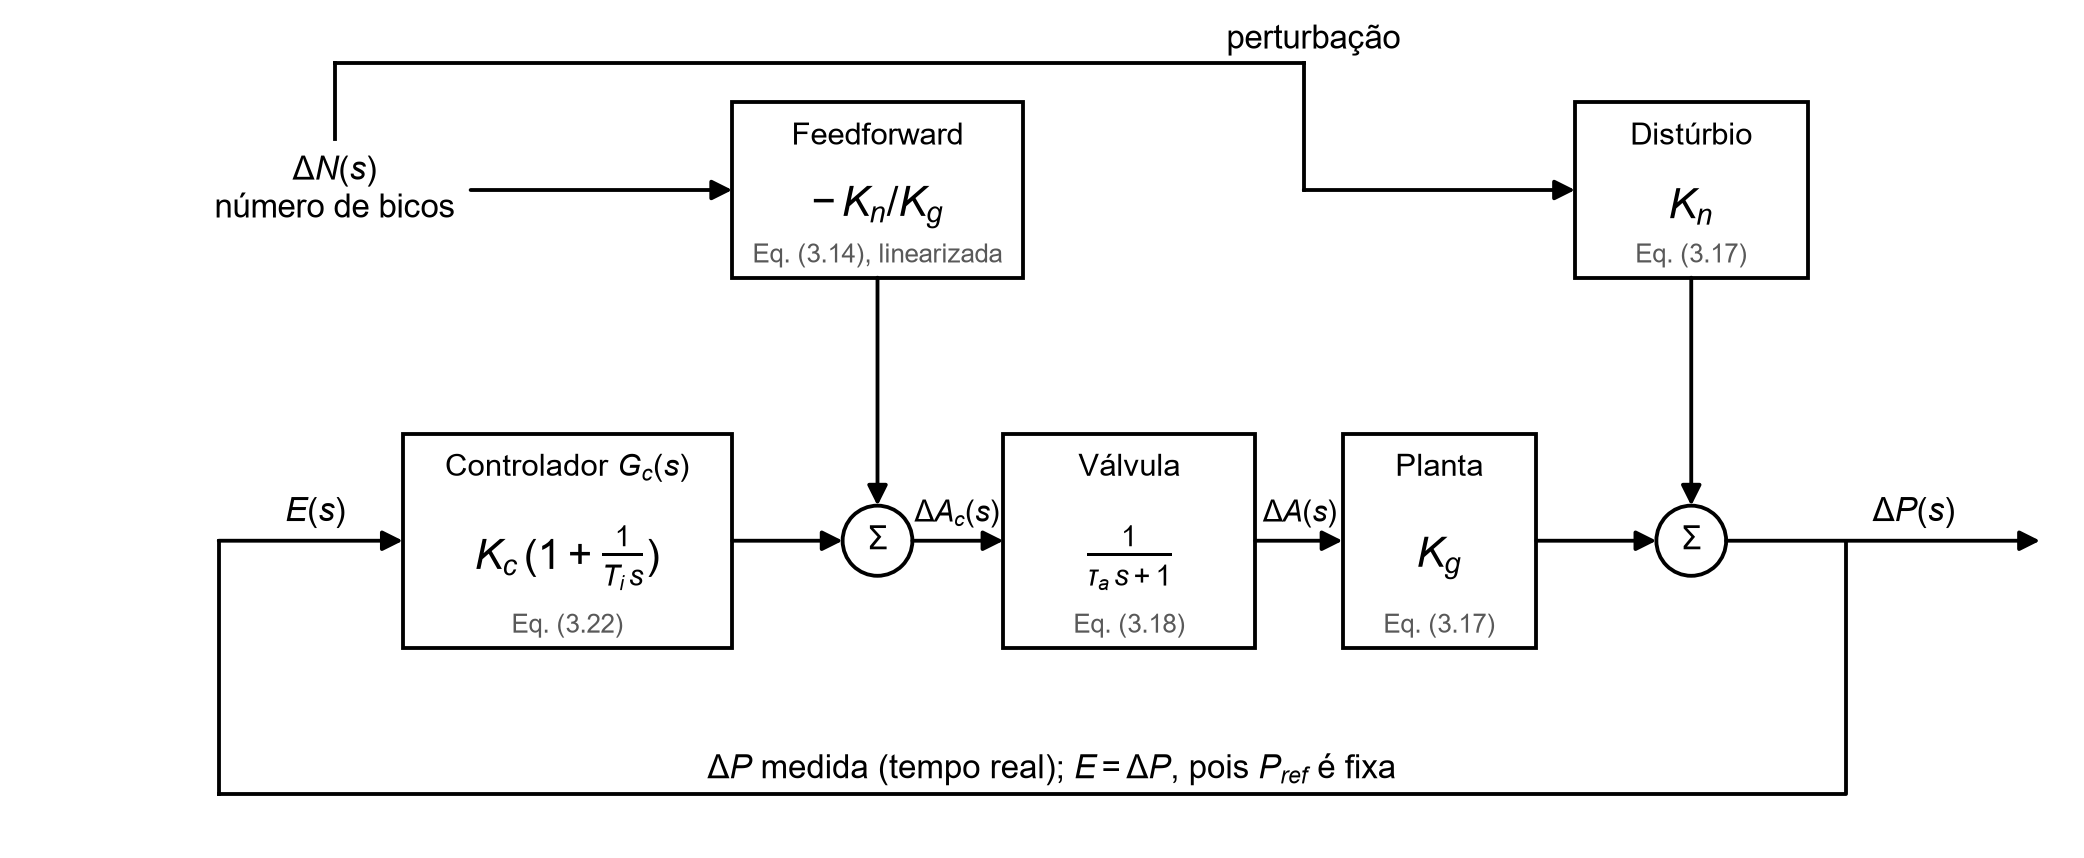 perturbação
ΔN(s)
número de bicos
Feedforward
− Kn/Kg
Eq. (3.14), linearizada
Distúrbio
Kn
Eq. (3.17)
E(s)
Controlador Gc(s)
Kc (1 + 1/(Ti s))
Eq. (3.22)
Σ
ΔAc(s)
Válvula
1/(τa s + 1)
Eq. (3.18)
ΔA(s)
Planta
Kg
Eq. (3.17)
Σ
ΔP(s)
ΔP medida (tempo real); E = ΔP, pois Pref é fixa